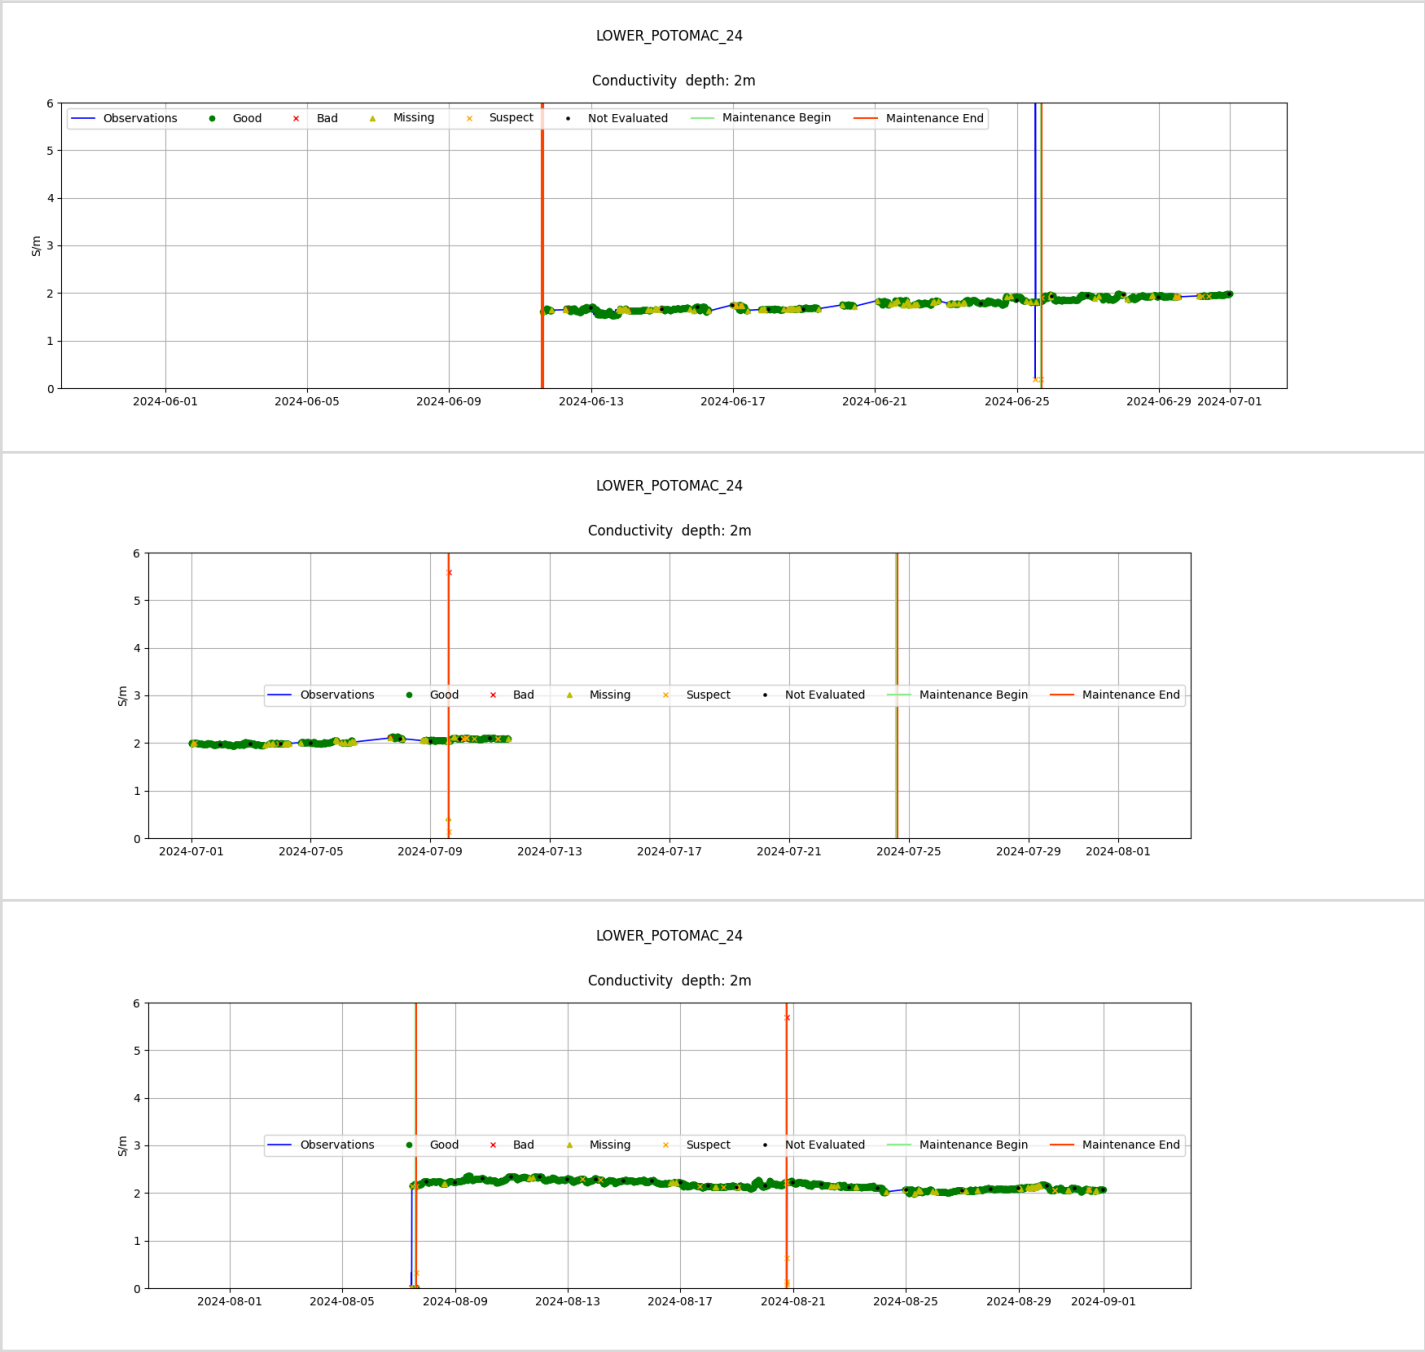 LOWER_POTOMAC_24
Conductivity depth: 2m
6
Observations Good Bad Missing Suspect Not Evaluated Maintenance Begin Maintenance End
5
4
3
S/m
2
1
0
2024-06-01 2024-06-05 2024-06-09 2024-06-13 2024-06-17 2024-06-21 2024-06-25 2024-06-29 2024-07-01
LOWER_POTOMAC_24
Conductivity depth: 2m
6
5
4
3
S/m
Observations Good Bad Missing Suspect Not Evaluated Maintenance Begin Maintenance End
2
1
0
2024-07-01 2024-07-05 2024-07-09 2024-07-13 2024-07-17 2024-07-21 2024-07-25 2024-07-29 2024-08-01
LOWER_POTOMAC_24
Conductivity depth: 2m
6
5
4
3
S/m
Observations Good Bad Missing Suspect Not Evaluated Maintenance Begin Maintenance End
2
1
0
2024-08-01 2024-08-05 2024-08-09 2024-08-13 2024-08-17 2024-08-21 2024-08-25 2024-08-29 2024-09-01